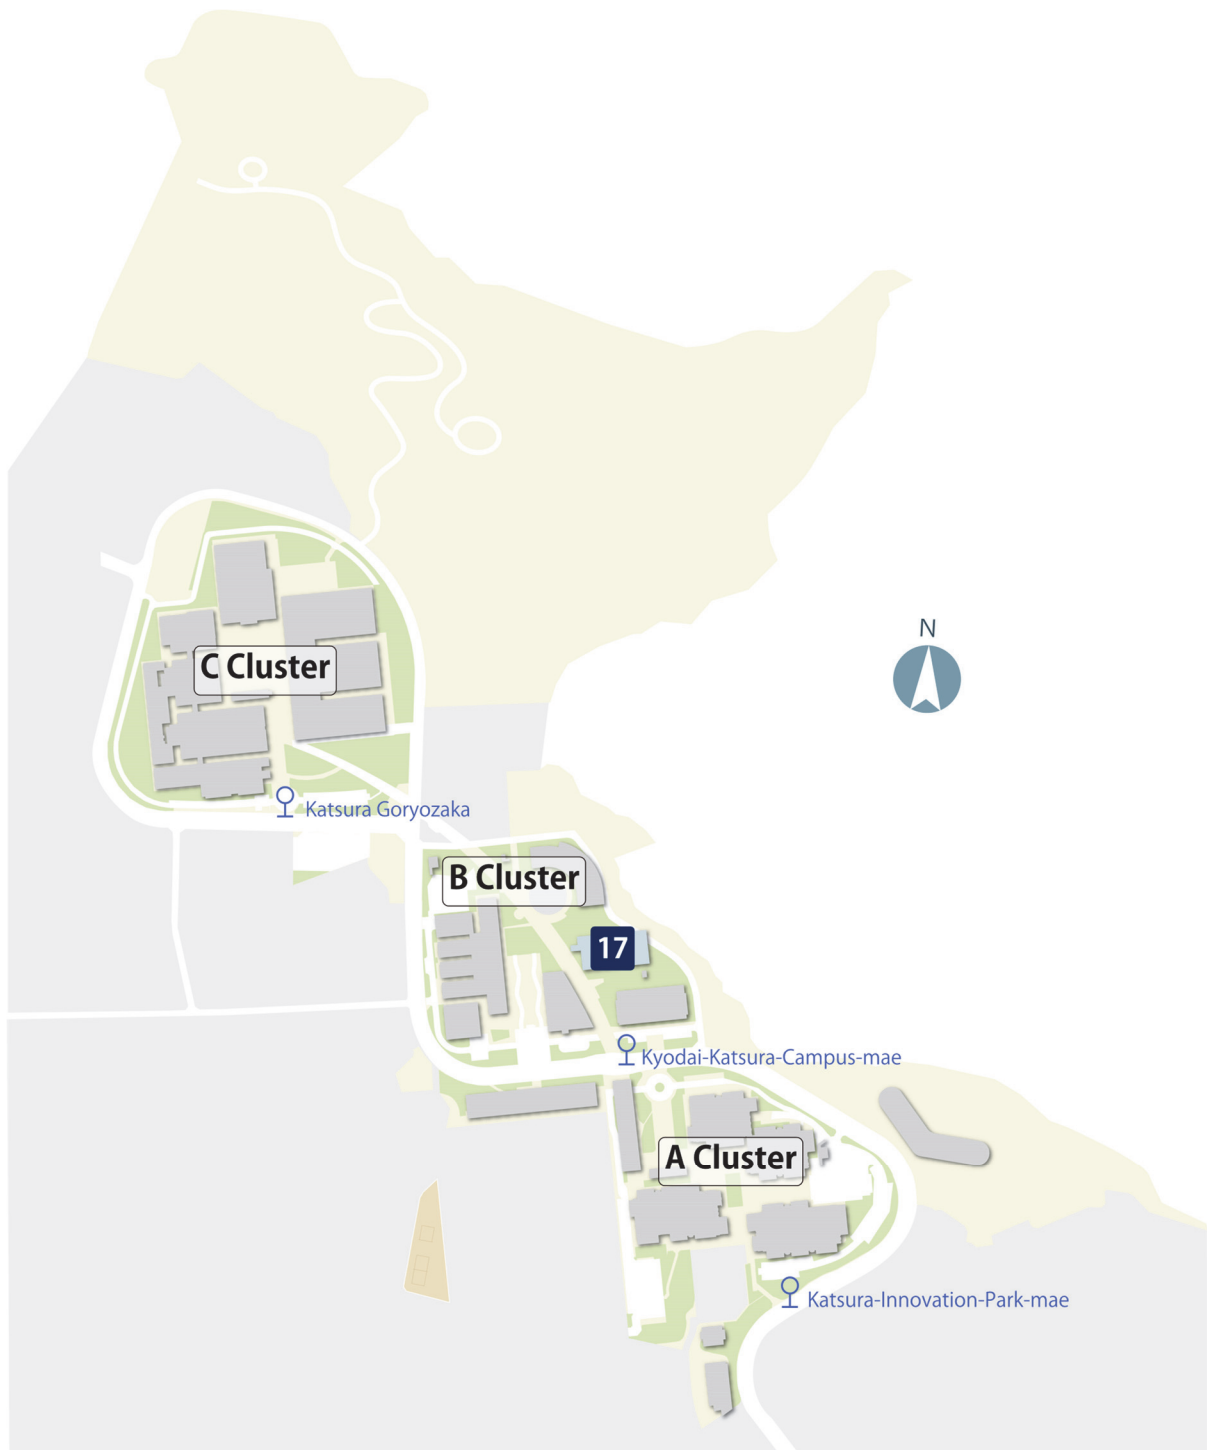 N
C Cluster
Katsura Goryozaka
B Cluster
17
Kyodai-Katsura-Campus-mae
A Cluster
Katsura-Innovation-Park-mae